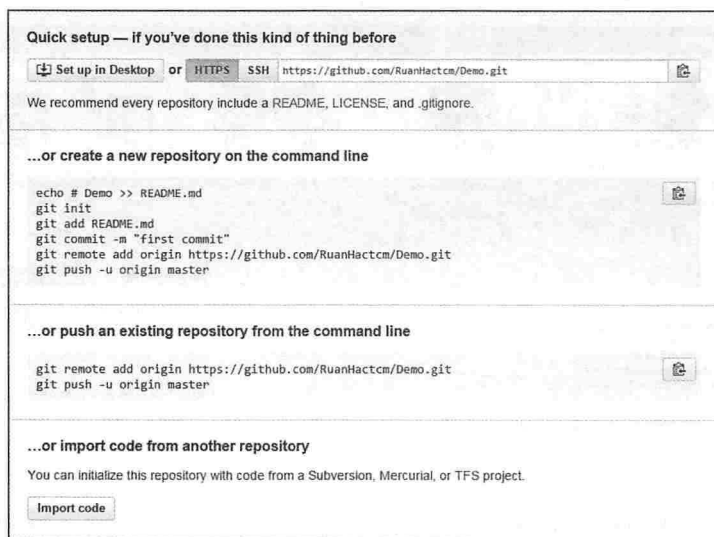 Quick setup — if you've done this kind of thing before
Set up in Desktop or HTTPS SSH https://github.com/RuanHactcm/Demo.git
We recommend every repository include a README, LICENSE, and .gitignore.
...or create a new repository on the command line
echo # Demo >> README.md
git init
git add README.md
git commit -m "first commit"
git remote add origin https://github.com/RuanHactcm/Demo.git
git push -u origin master
...or push an existing repository from the command line
git remote add origin https://github.com/RuanHactcm/Demo.git
git push -u origin master
...or import code from another repository
You can initialize this repository with code from a Subversion, Mercurial, or TFS project.
Import code